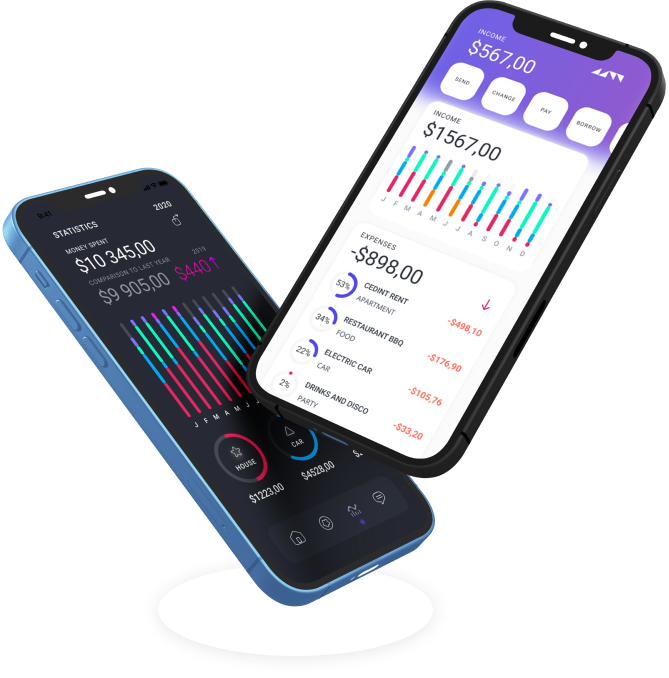 INCOME
$567,00
SEND
CHANGE
PAY
BORROW
INCOME
$1567,00
J F M A M J J A S O N D
EXPENSES
-$898,00
53%
CEDINT RENT
APARTMENT
-$498,10
34%
RESTAURANT BBQ
FOOD
-$176,90
22%
ELECTRIC CAR
CAR
-$105,76
2%
DRINKS AND DISCO
PARTY
-$33,20
9:41
STATISTICS
2020
MONEY SPENT
$10 345,00
COMPARISON TO LAST YEAR
2019
$9 905,00
$440↑
J F M A M J
HOUSE
CAR
$1223,00
$4528,00